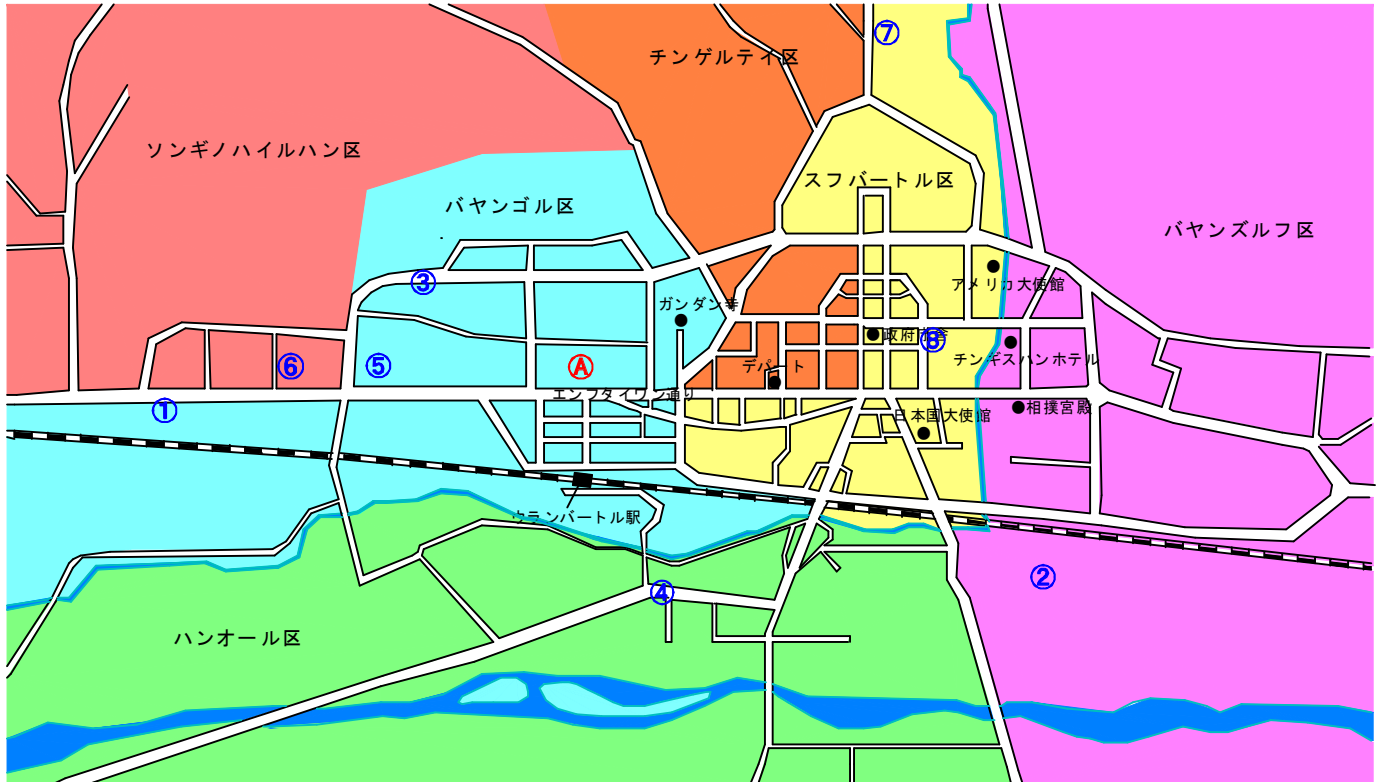 ⑦
チンゲルテイ区
ソンギノハイルハン区
スフバートル区
バヤンゴル区
バヤンズルフ区
③
アメリカ大使館
ガンダン寺
政府庁舎
Ⓑ
チンギスハンホテル
⑥
⑤
Ⓐ
デパート
エンフタイワン通り
①
日本国大使館
相撲宮殿
ウランバートル駅
②
④
ハンオール区